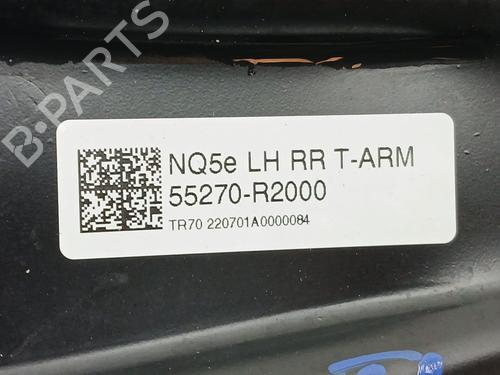 B-PARTS
NQ5e LH RR T-ARM
55270-R2000
TR70 220701A0000084